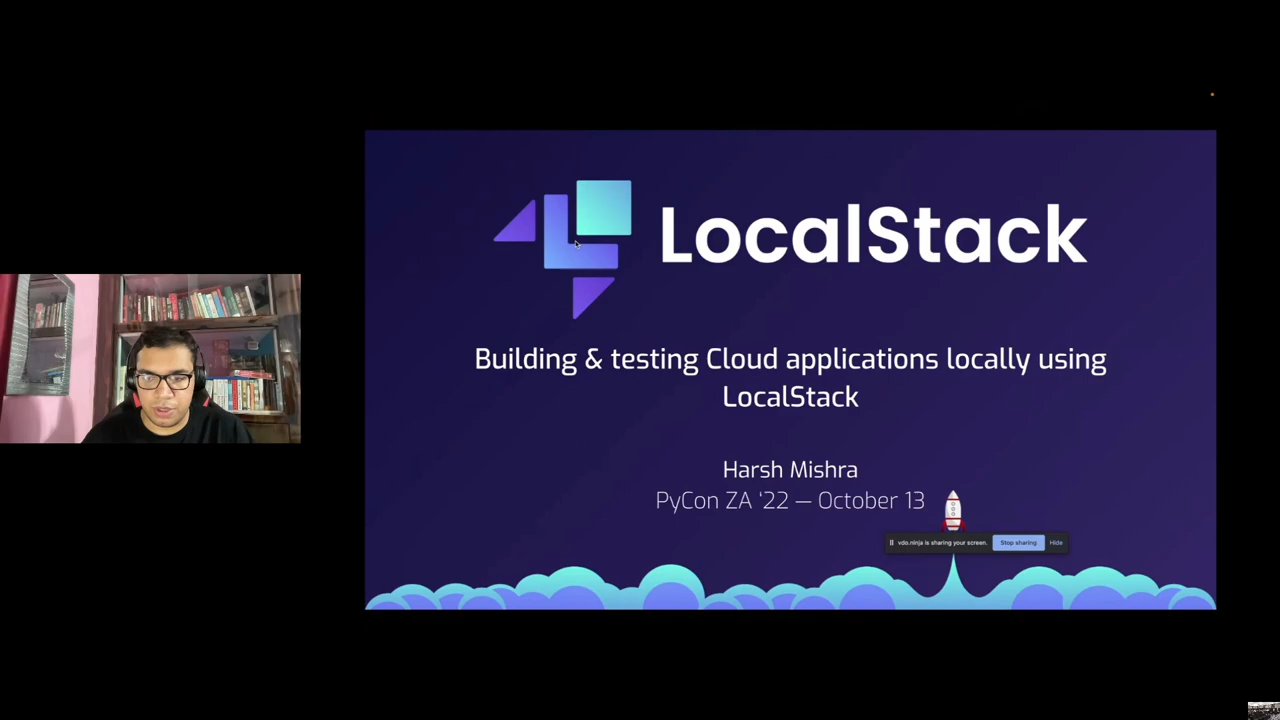 LocalStack
Building & testing Cloud applications locally using
LocalStack
Harsh Mishra
PyCon ZA ‘22 — October 13
vdo.ninja is sharing your screen. Stop sharing Hide